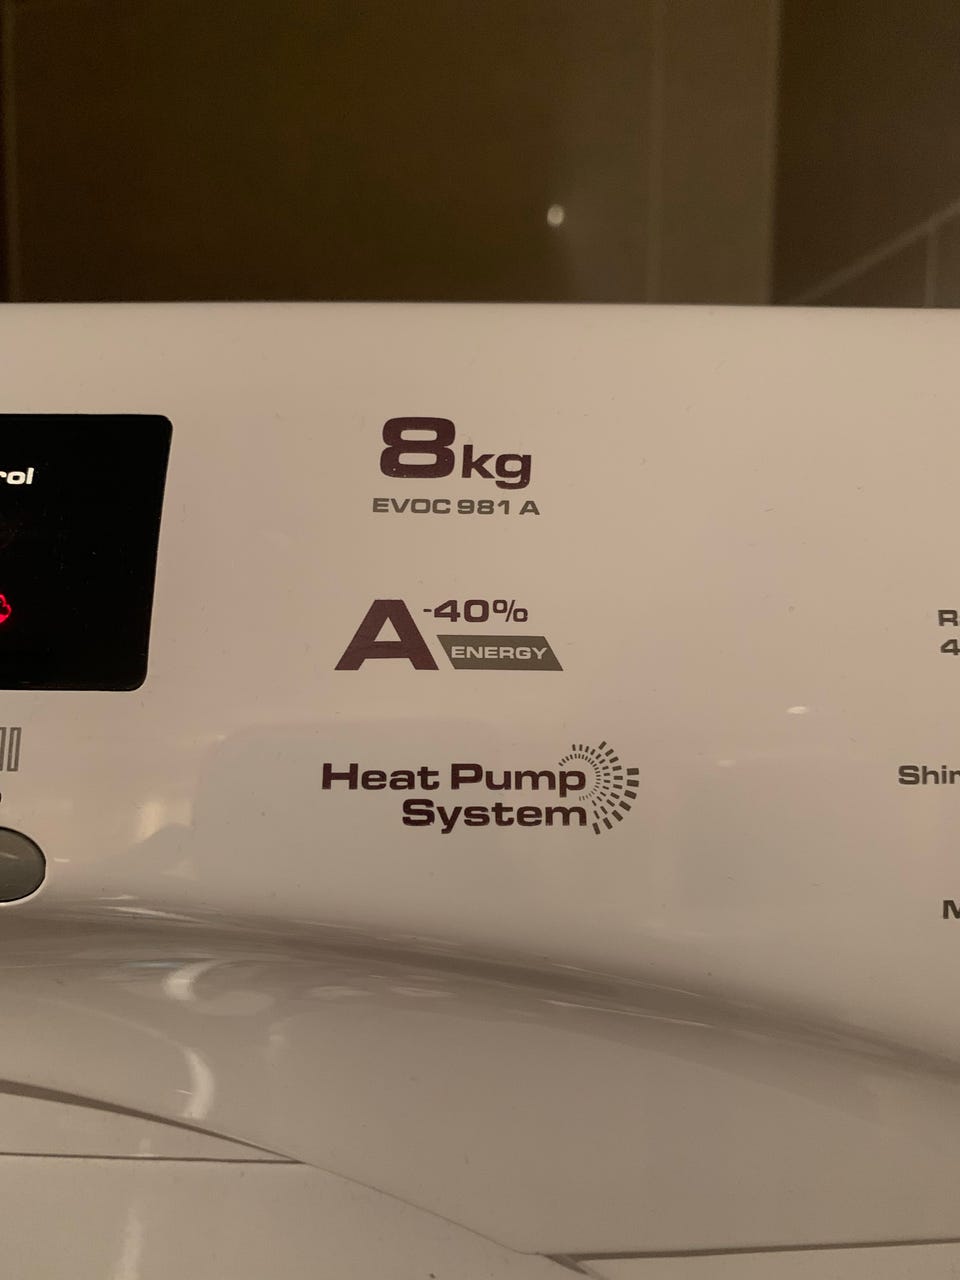 8kg
EVOC 981 A
A-40%
ENERGY
Heat Pump
System